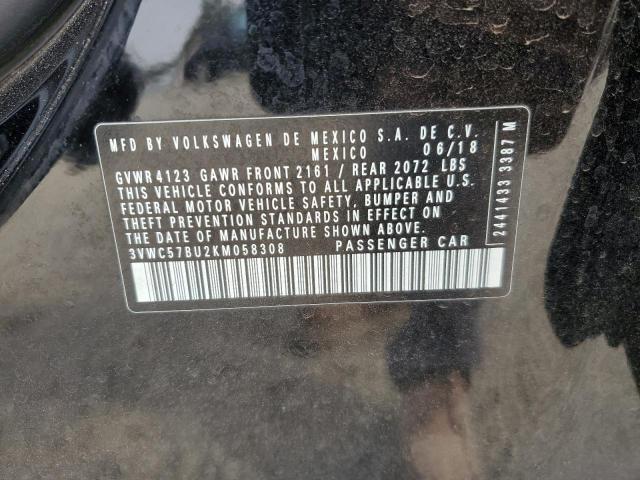 MFD BY VOLKSWAGEN DE MEXICO S.A. DE C.V.
MEXICO 06/18
GVWR 4123 GAWR FRONT 2161 / REAR 2072 LBS
THIS VEHICLE CONFORMS TO ALL APPLICABLE U.S.
FEDERAL MOTOR VEHICLE SAFETY, BUMPER AND
THEFT PREVENTION STANDARDS IN EFFECT ON
THE DATE OF MANUFACTURE SHOWN ABOVE.
3VWC57BU2KM058308 PASSENGER CAR
2441433 3387 M